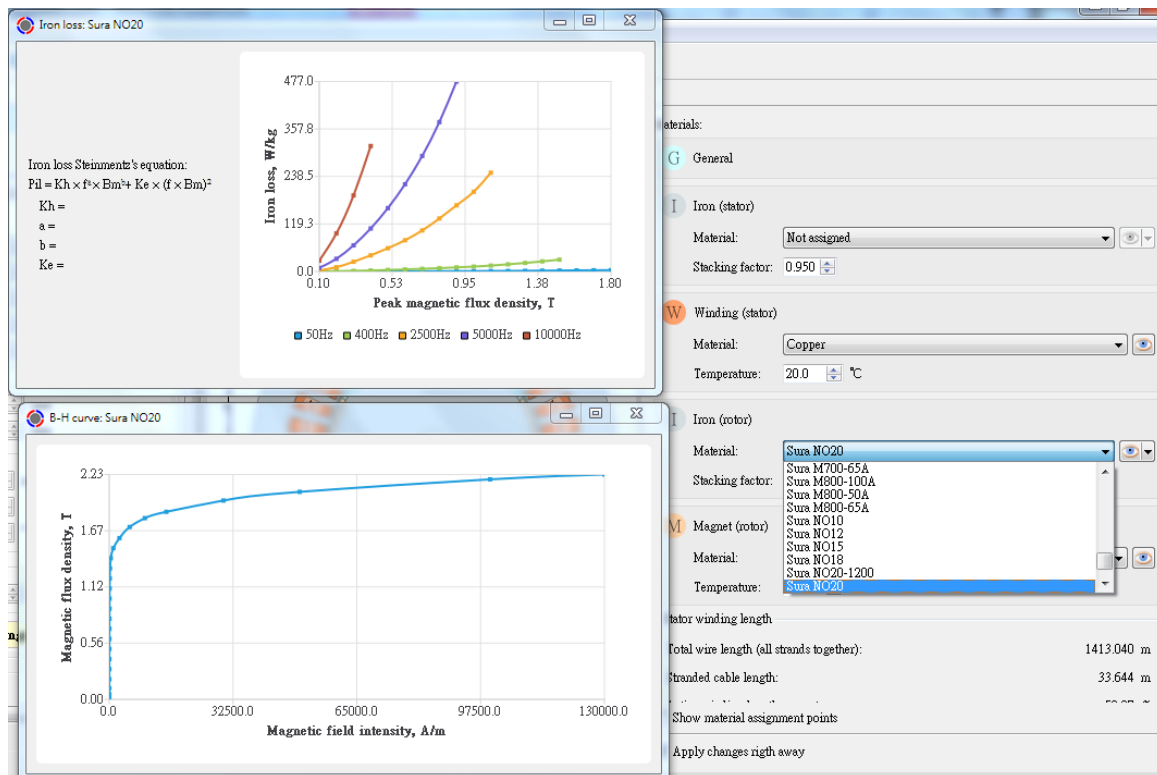 Iron loss: Sura NO20
Iron loss Steinmentz's equation:
Pil = Kh × fᵃ × Bmᵇ + Ke × (f × Bm)²
Kh =
a =
b =
Ke =
Iron loss, W/kg
477.0
357.8
238.5
119.3
0.0
0.10 0.53 0.95 1.38 1.80
Peak magnetic flux density, T
50Hz 400Hz 2500Hz 5000Hz 10000Hz
B-H curve: Sura NO20
Magnetic flux density, T
2.23
1.67
1.12
0.56
0.00
0.0 32500.0 65000.0 97500.0 130000.0
Magnetic field intensity, A/m
aterials:
G General
I Iron (stator)
Material: Not assigned
Stacking factor: 0.950
W Winding (stator)
Material: Copper
Temperature: 20.0 °C
I Iron (rotor)
Material: Sura NO20
Sura M700-65A
Stacking factor: Sura M800-100A
Sura M800-50A
Sura M800-65A
Sura NO10
M Magnet (rotor)
Sura NO12
Sura NO15
Material: Sura NO18
Sura NO20-1200
Temperature: Sura NO20
tator winding length
Total wire length (all strands together): 1413.040 m
Stranded cable length: 33.644 m
Show material assignment points
Apply changes rigth away